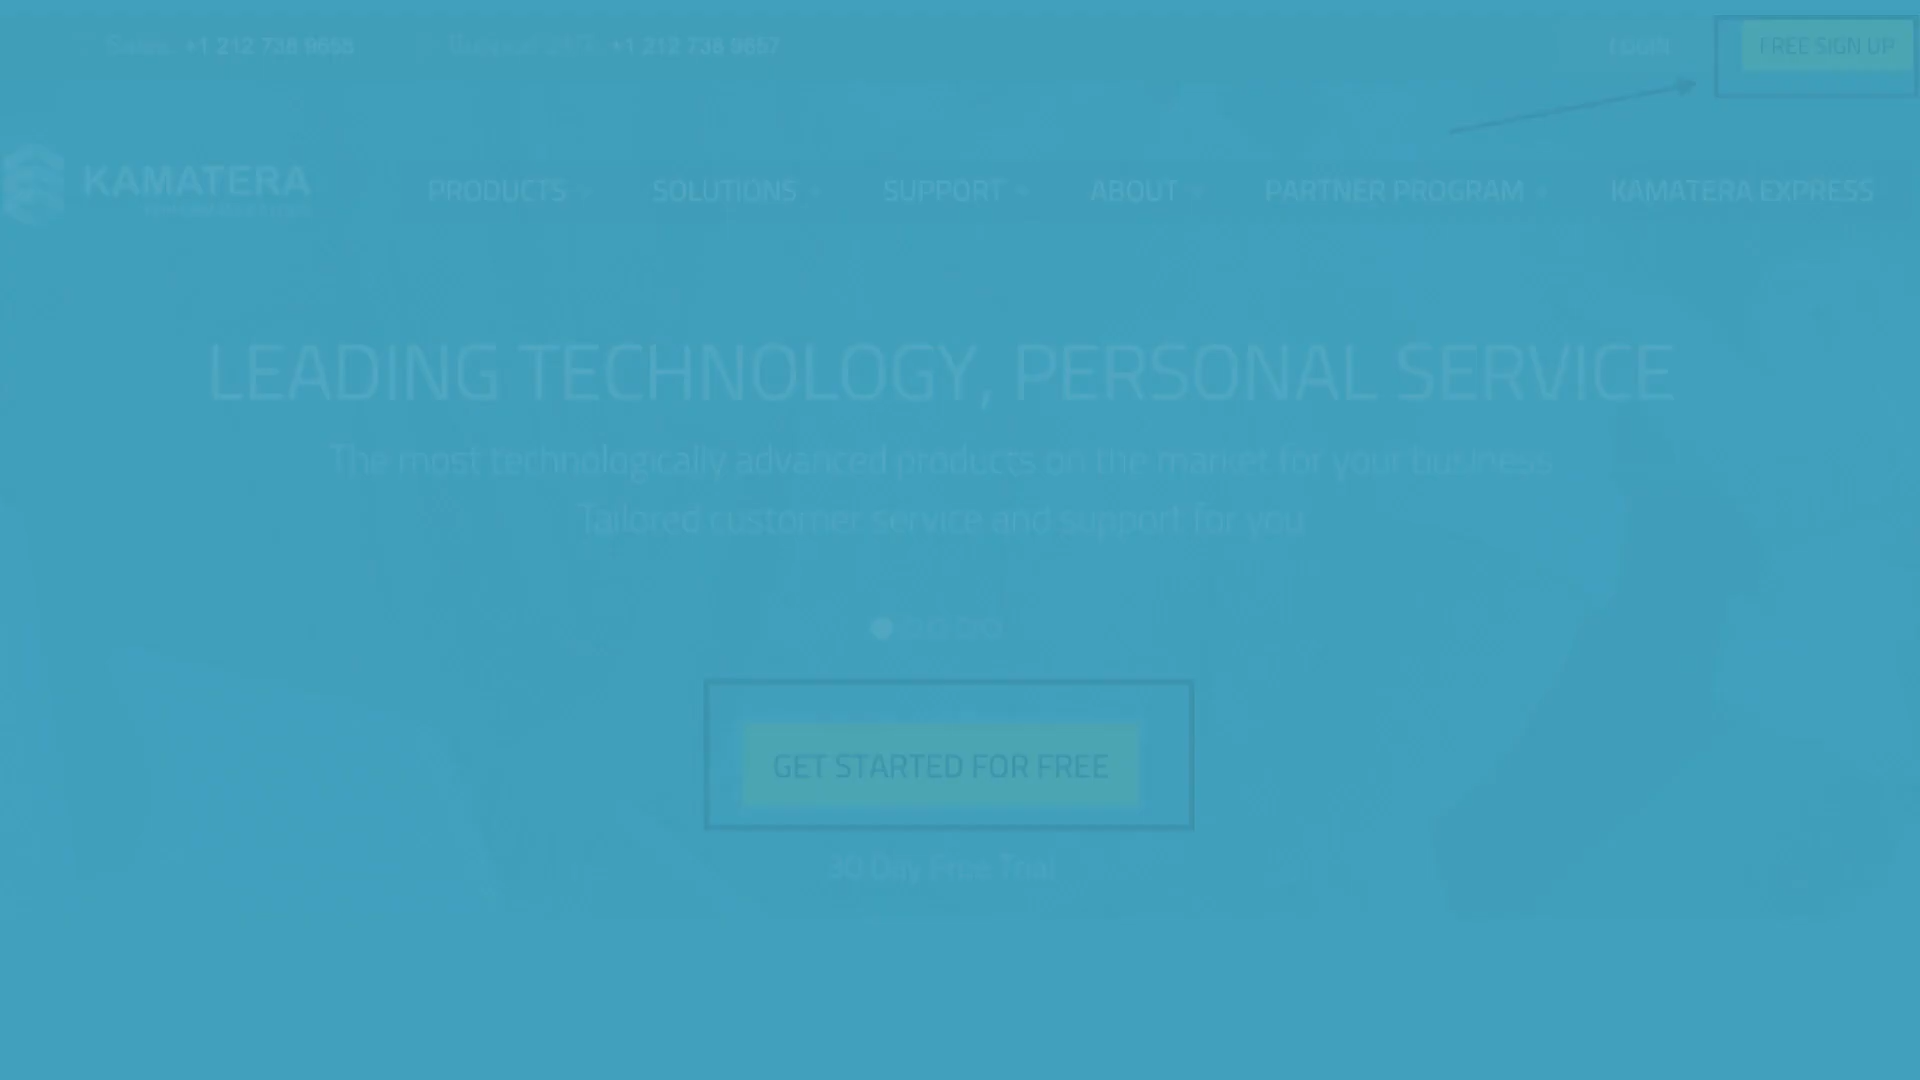 Sales: +1 212 738 9655 +1 212 738 9657 LOGIN FREE SIGN UP
KAMATERA
PRODUCTS SOLUTIONS SUPPORT ABOUT PARTNER PROGRAM KAMATERA EXPRESS
LEADING TECHNOLOGY, PERSONAL SERVICE
The most technologically advanced products on the market for your business
Tailored customer service and support for you
GET STARTED FOR FREE
30 Day Free Trial